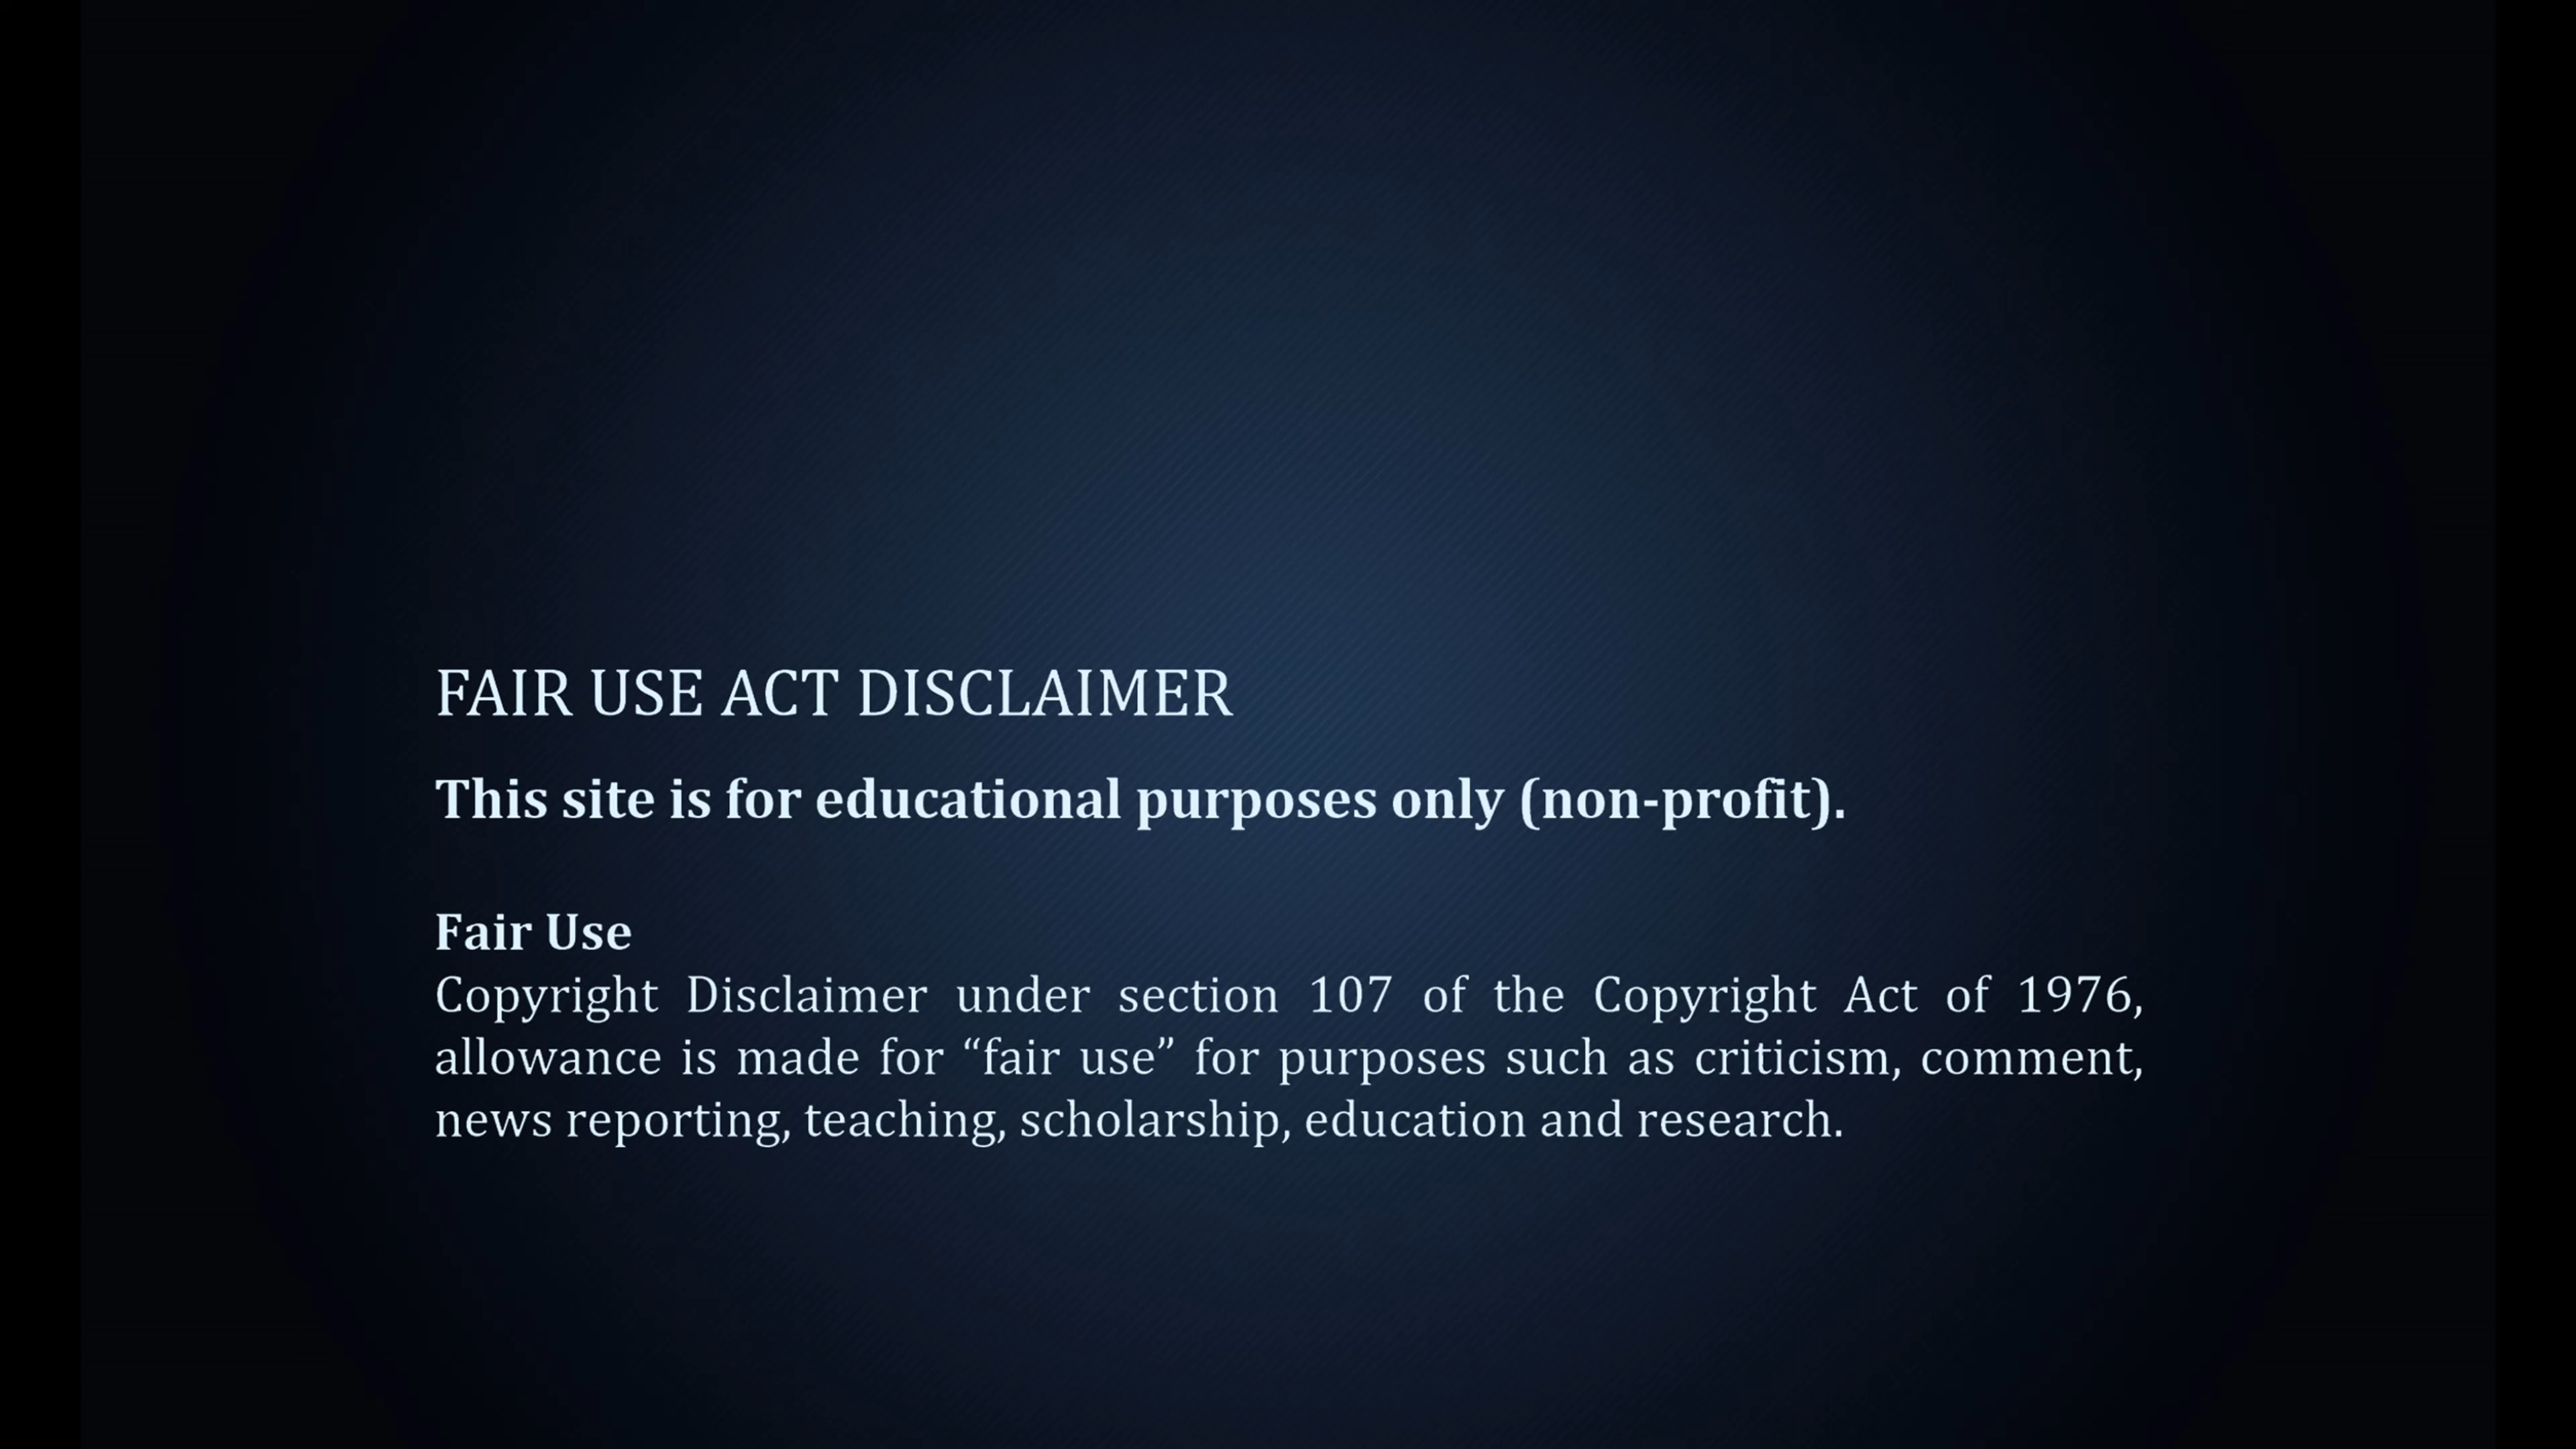 FAIR USE ACT DISCLAIMER
This site is for educational purposes only (non-profit).
Fair Use
Copyright Disclaimer under section 107 of the Copyright Act of 1976,
allowance is made for “fair use” for purposes such as criticism, comment,
news reporting, teaching, scholarship, education and research.